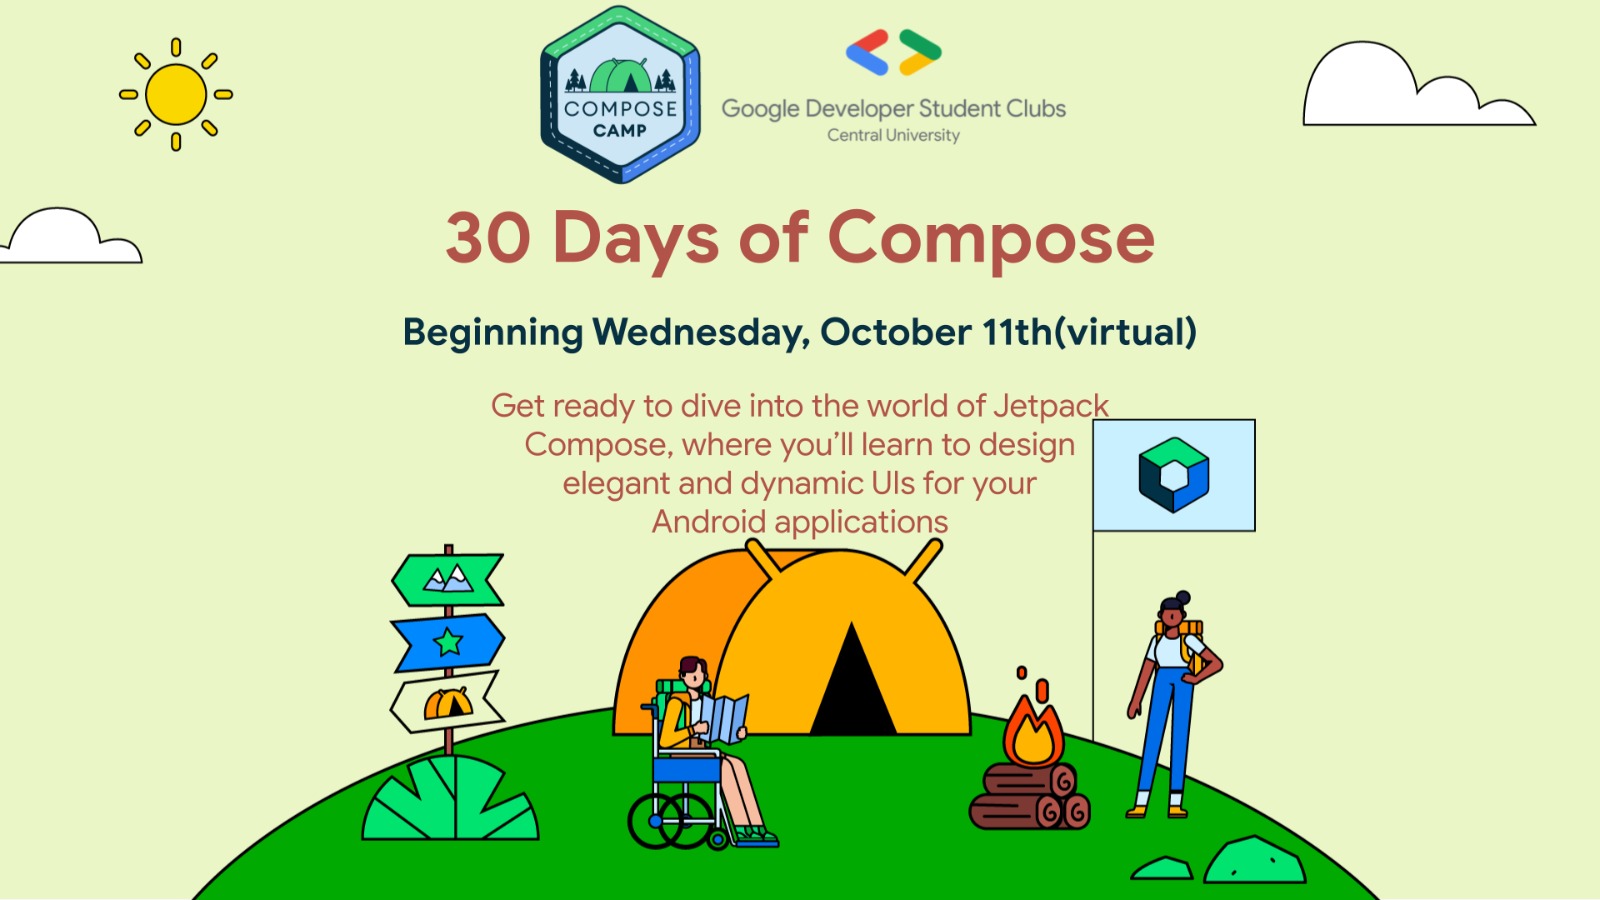 COMPOSE
CAMP
Google Developer Student Clubs
Central University
30 Days of Compose
Beginning Wednesday, October 11th(virtual)
Get ready to dive into the world of Jetpack
Compose, where you’ll learn to design
elegant and dynamic UIs for your
Android applications